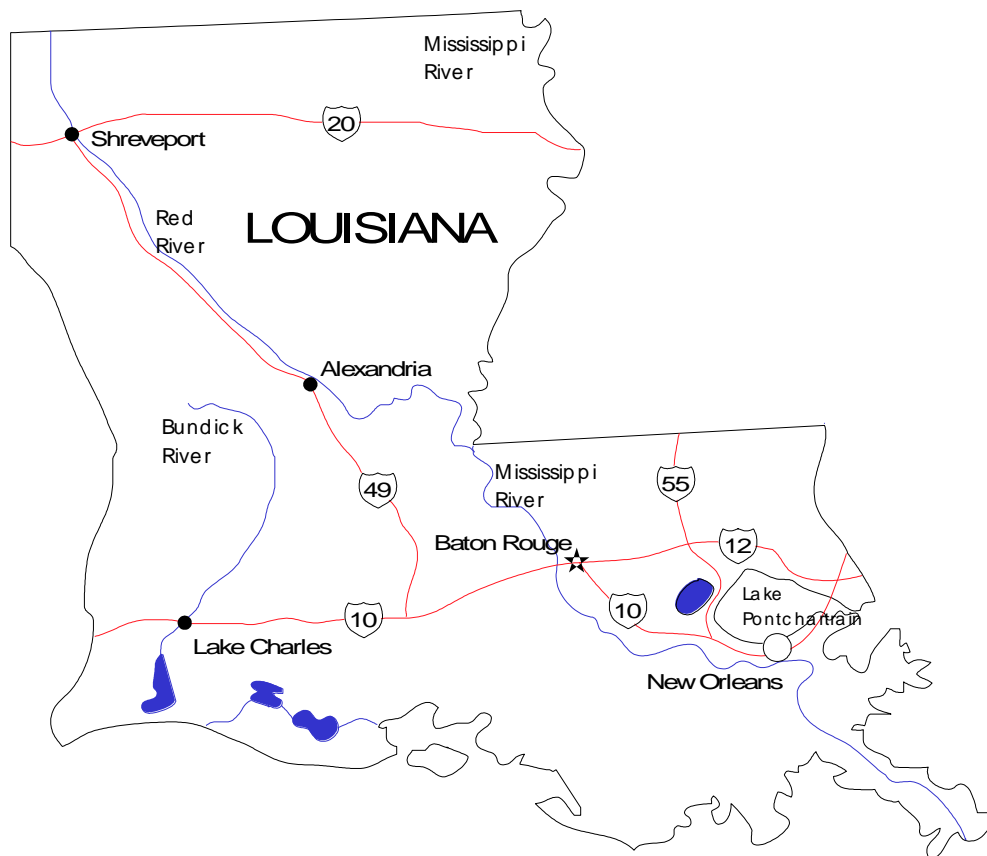 Mississippi
River
20
Shreveport
Red
River
LOUISIANA
Alexandria
Bundick
River
Mississippi
River
49
55
Baton Rouge
12
Lake
Pontchartrain
10
10
Lake Charles
New Orleans